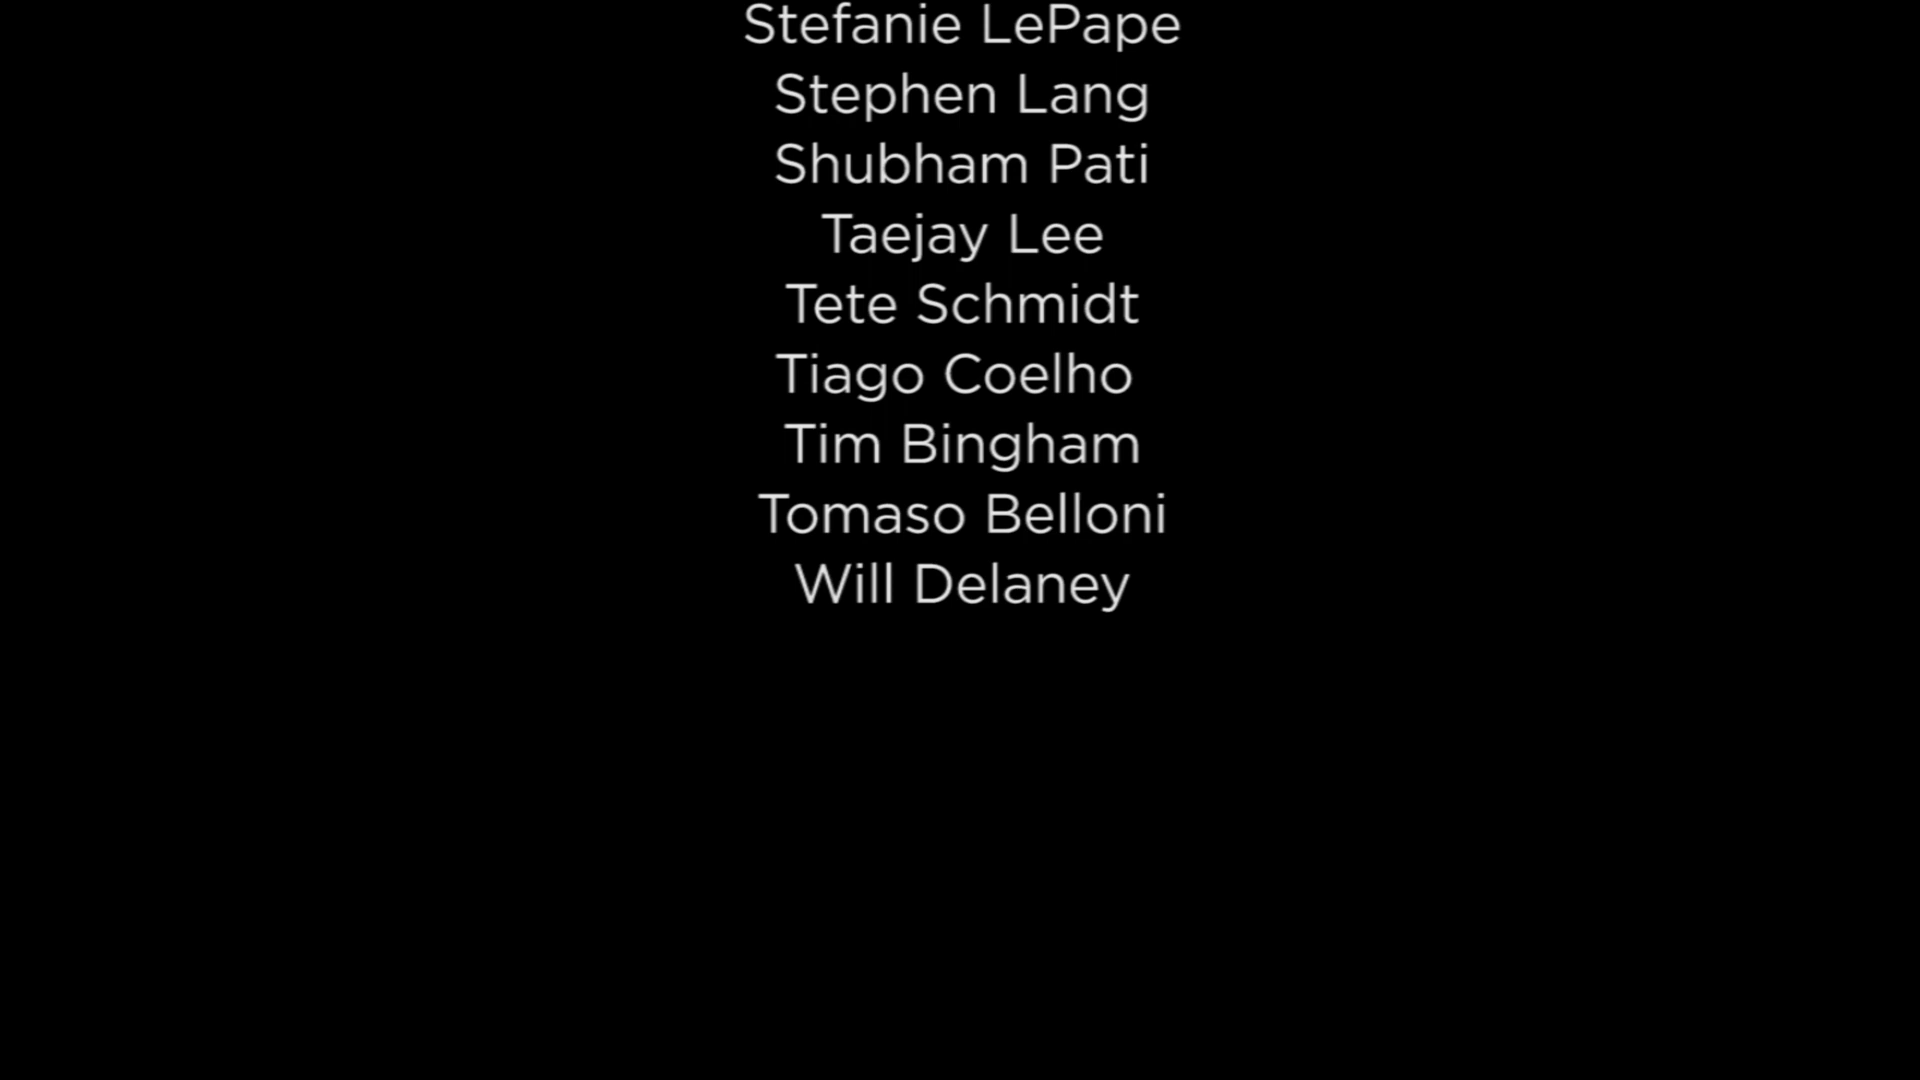 Stefanie LePape
Stephen Lang
Shubham Pati
Taejay Lee
Tete Schmidt
Tiago Coelho
Tim Bingham
Tomaso Belloni
Will Delaney